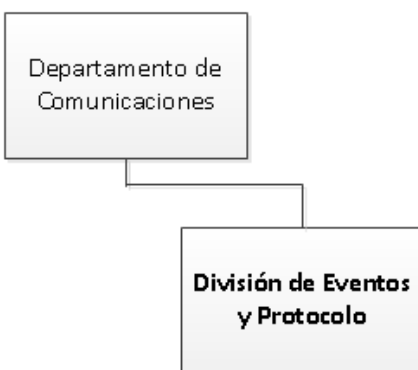 Departamento de
Comunicaciones
División de Eventos
y Protocolo